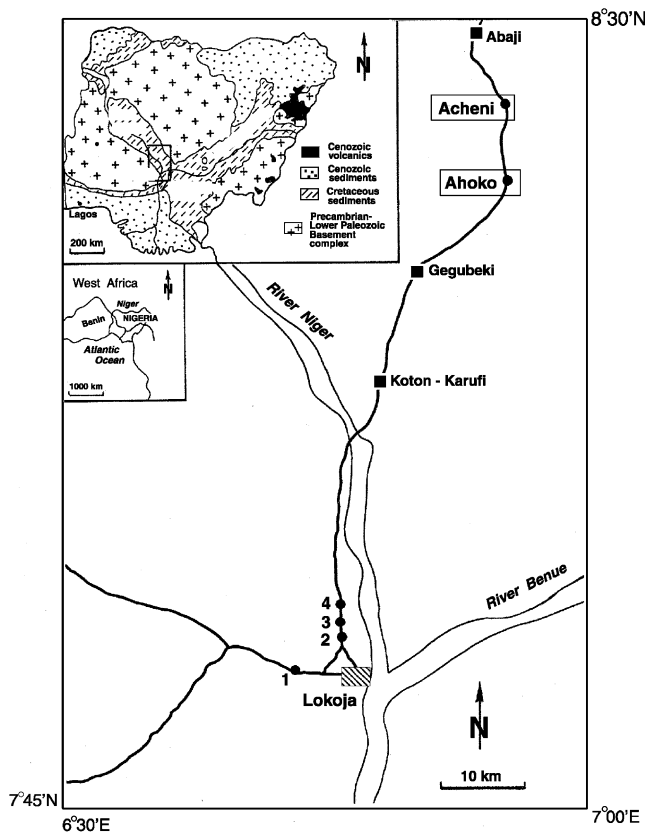 8°30'N
Abaji
N
Acheni
Cenozoic
volcanics
Cenozoic
sediments
Cretaceous
sediments
Precambrian-
Lower Paleozoic
Basement
complex
Lagos
200 km
Ahoko
Gegubeki
West Africa
N
Niger
Benin
NIGERIA
Atlantic
Ocean
1000 km
River Niger
Koton - Karufi
River Benue
4
3
2
1
Lokoja
N
10 km
7°45'N
6°30'E
7°00'E